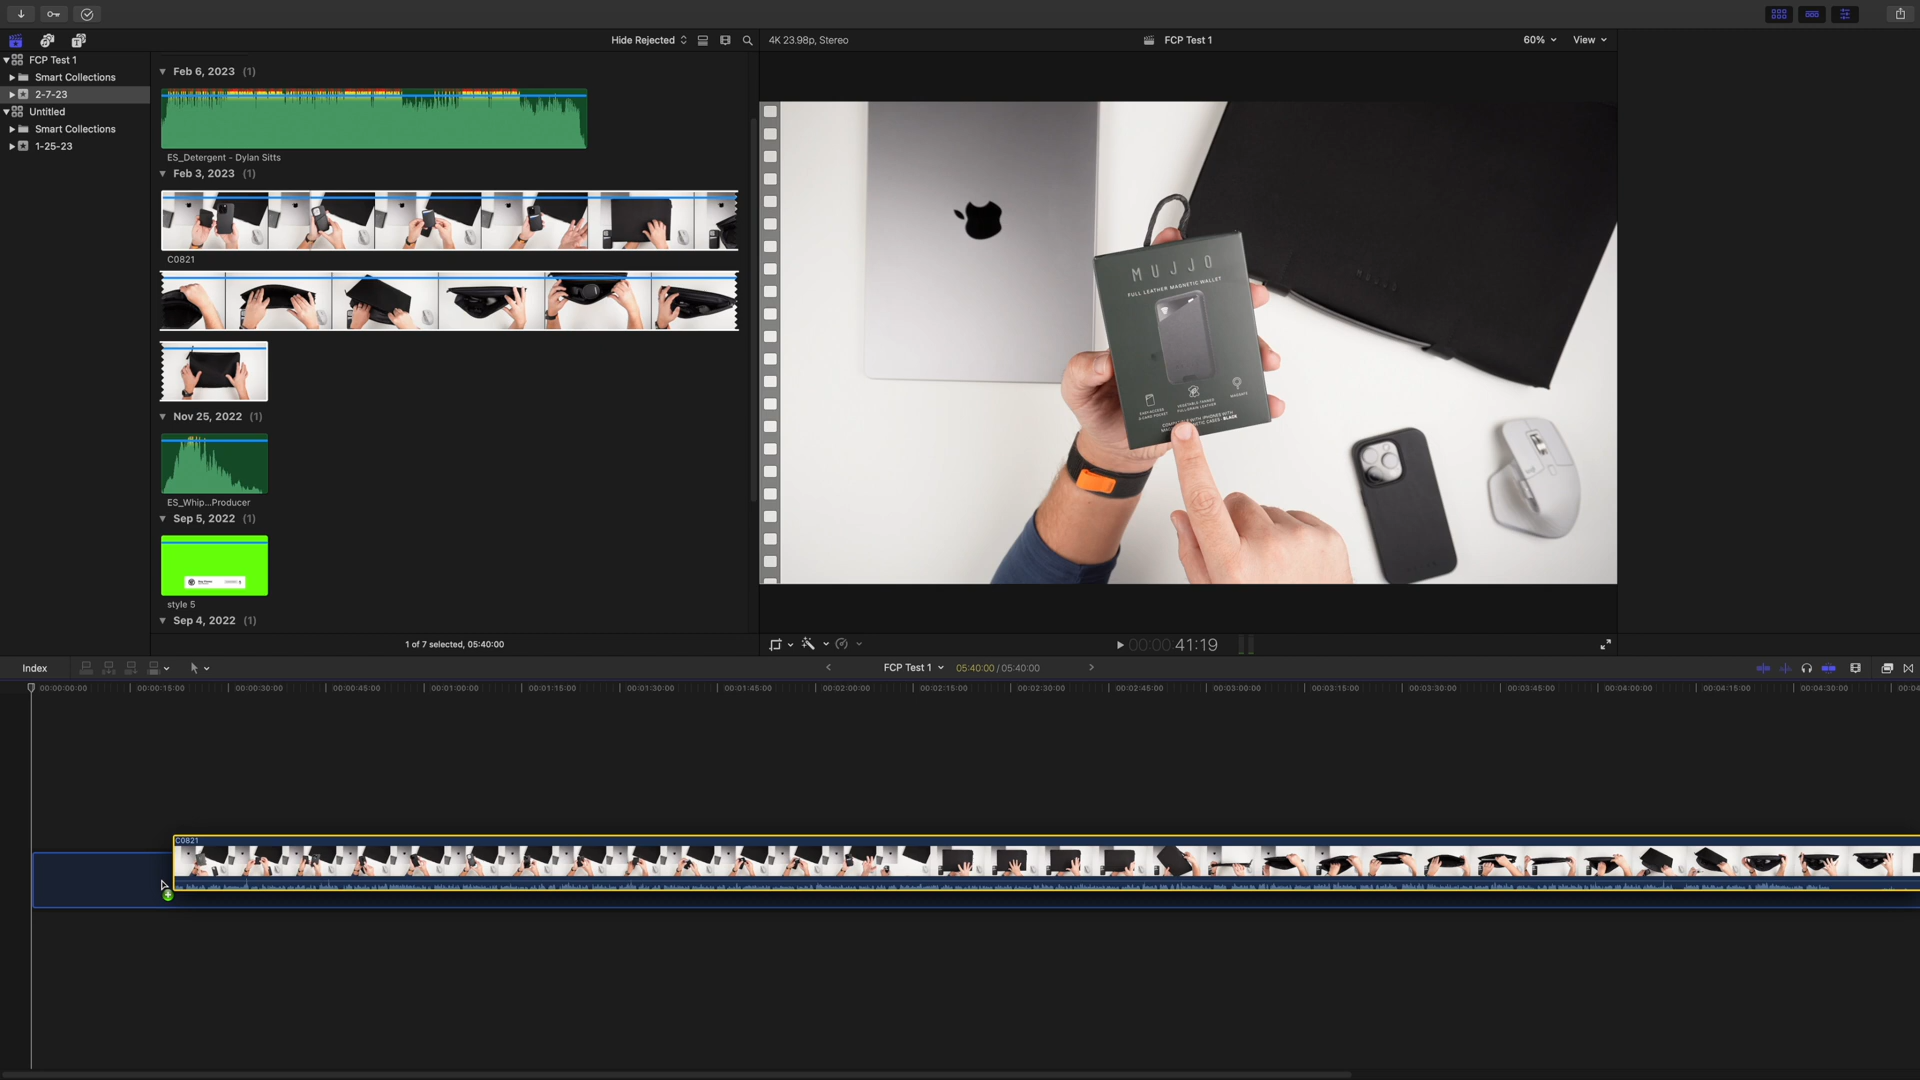 Hide Rejected
4K 23.98p, Stereo
FCP Test 1
60%
View
FCP Test 1
Smart Collections
2-7-23
Untitled
Smart Collections
1-25-23
Feb 6, 2023 (1)
ES_Detergent - Dylan Sitts
Feb 3, 2023 (1)
C0821
Nov 25, 2022 (1)
ES_Whip...Producer
Sep 5, 2022 (1)
style 5
Sep 4, 2022 (1)
1 of 7 selected, 05:40:00
MUJJO
FULL LEATHER MAGNETIC WALLET
MAGSAFE
BLACK
00:00:41:19
Index
FCP Test 1
05:40:00 / 05:40:00
00:00:00:00 00:00:15:00 00:00:30:00 00:00:45:00 00:01:00:00 00:01:15:00 00:01:30:00 00:01:45:00 00:02:00:00 00:02:15:00 00:02:30:00 00:02:45:00 00:03:00:00 00:03:15:00 00:03:30:00 00:03:45:00 00:04:00:00 00:04:15:00 00:04:30:00 00:04
C0821